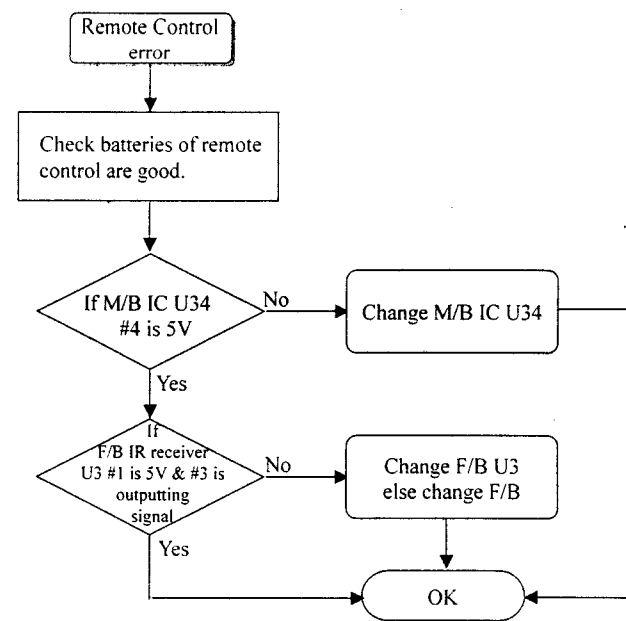 Remote Control
error
Check batteries of remote
control are good.
If M/B IC U34
#4 is 5V
No
Change M/B IC U34
Yes
If
F/B IR receiver
U3 #1 is 5V & #3 is
outputting
signal
No
Change F/B U3
else change F/B
Yes
OK